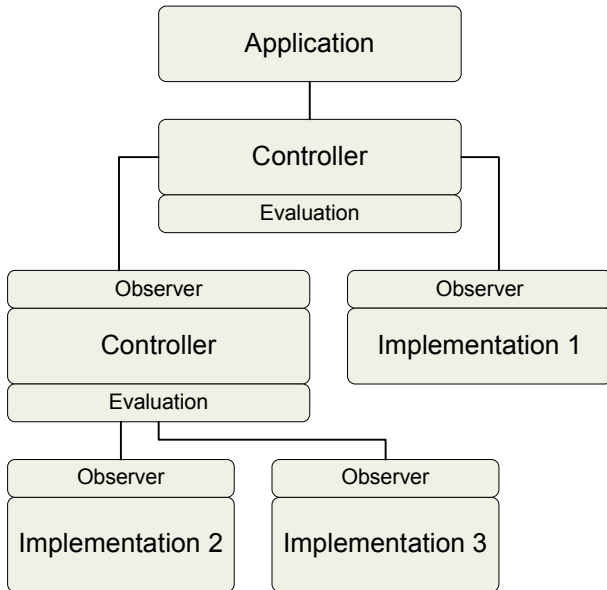 Application
Controller
Evaluation
Observer
Observer
Controller
Implementation 1
Evaluation
Observer
Observer
Implementation 2
Implementation 3